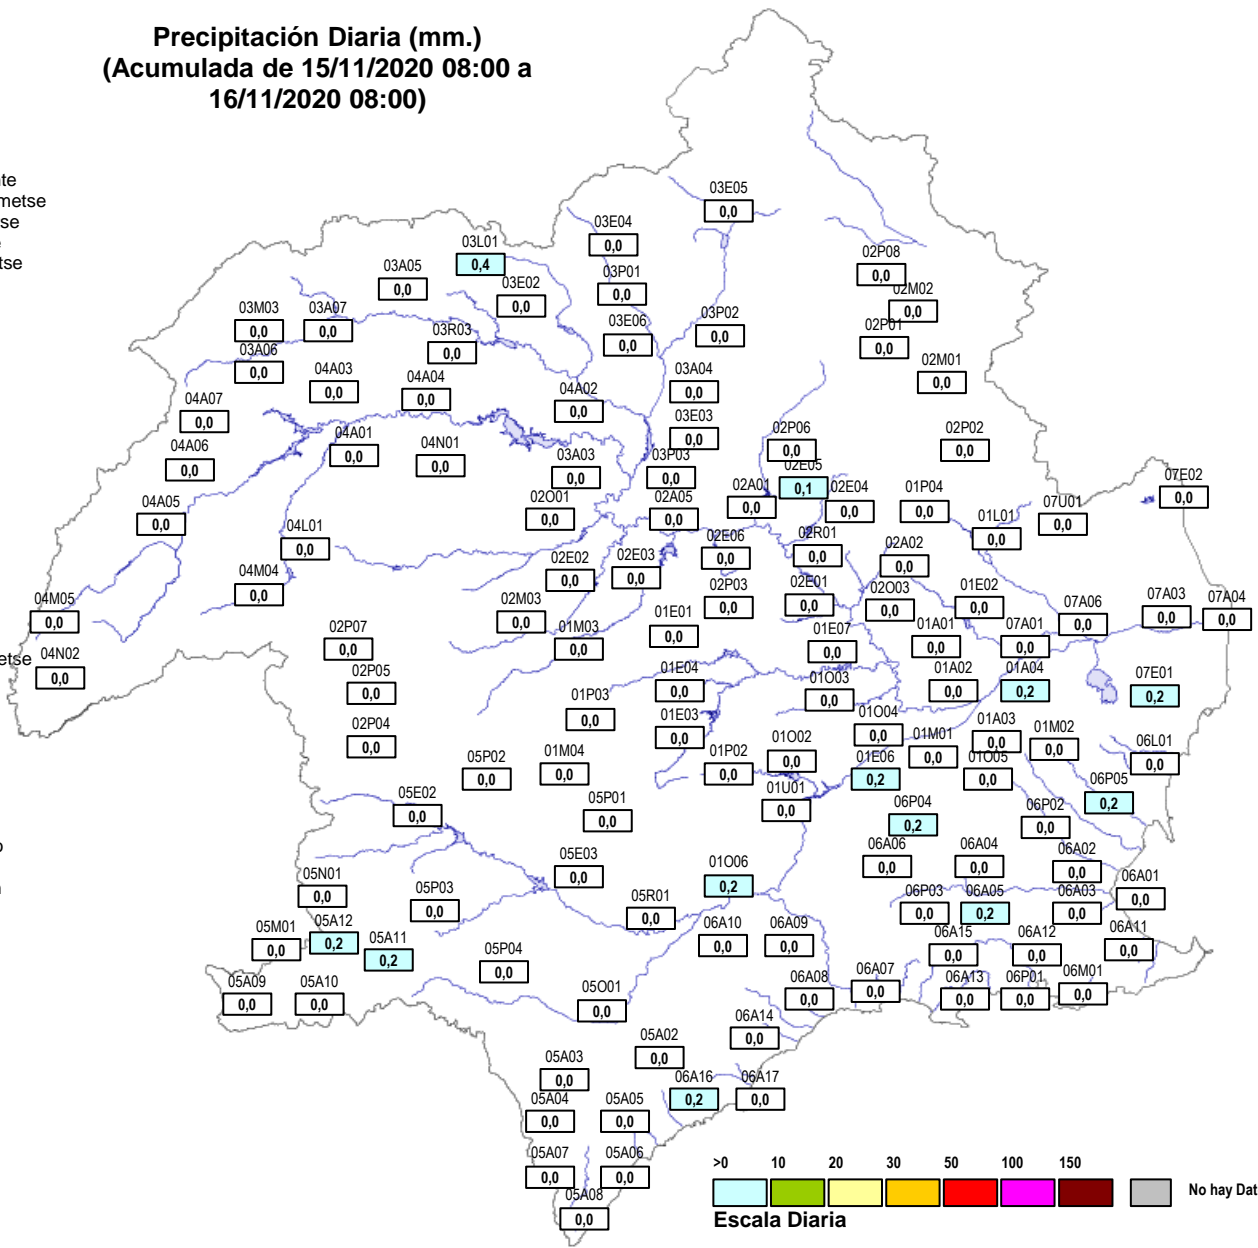 Precipitación Diaria (mm.)
(Acumulada de 15/11/2020 08:00 a
16/11/2020 08:00)
te
metse
se
tse
03E05
0,0
03E04
0,0
03L01
0,4
03A05
0,0
03E02
0,0
03P01
0,0
02P08
0,0
02M02
0,0
03M03
0,0
03A07
0,0
03R03
0,0
03E06
0,0
03P02
0,0
02P01
0,0
03A06
0,0
04A03
0,0
04A04
0,0
04A02
0,0
03A04
0,0
02M01
0,0
04A07
0,0
03E03
0,0
04A01
0,0
04N01
0,0
02P06
0,0
02P02
0,0
04A06
0,0
03A03
0,0
03P03
0,0
02E05
0,1
07E02
0,0
02A01
0,0
02E04
0,0
01P04
0,0
04A05
0,0
02O01
0,0
02A05
0,0
07U01
0,0
01L01
0,0
04L01
0,0
02E06
0,0
02R01
0,0
02A02
0,0
02E02
0,0
02E03
0,0
04M04
0,0
02P03
0,0
02E01
0,0
02O03
0,0
01E02
0,0
04M05
0,0
02M03
0,0
01E01
0,0
07A06
0,0
07A03
0,0
07A04
0,0
02P07
0,0
01M03
0,0
01E07
0,0
01A01
0,0
07A01
0,0
etse
04N02
0,0
02P05
0,0
01E04
0,0
01O03
0,0
01A02
0,0
01A04
0,2
07E01
0,2
01P03
0,0
01E03
0,0
01O04
0,0
01A03
0,0
01M02
0,0
02P04
0,0
01M01
0,0
06L01
0,0
05P02
0,0
01M04
0,0
01P02
0,0
01O02
0,0
01E06
0,2
01O05
0,0
05E02
0,0
05P01
0,0
01U01
0,0
06P04
0,2
06P02
0,0
06P05
0,2
o
05E03
0,0
06A06
0,0
06A04
0,0
06A02
0,0
05N01
0,0
05P03
0,0
01O06
0,2
06A01
0,0
05R01
0,0
06P03
0,0
06A05
0,2
06A03
0,0
05M01
0,0
05A12
0,2
05A11
0,2
06A10
0,0
06A09
0,0
06A15
0,0
06A12
0,0
06A11
0,0
05P04
0,0
05A09
0,0
05A10
0,0
05O01
0,0
06A08
0,0
06A07
0,0
06A13
0,0
06P01
0,0
06M01
0,0
06A14
0,0
05A02
0,0
05A03
0,0
06A16
0,2
06A17
0,0
05A04
0,0
05A05
0,0
05A07
0,0
05A06
0,0
05A08
0,0
>0 10 20 30 50 100 150
No hay Dat
Escala Diaria